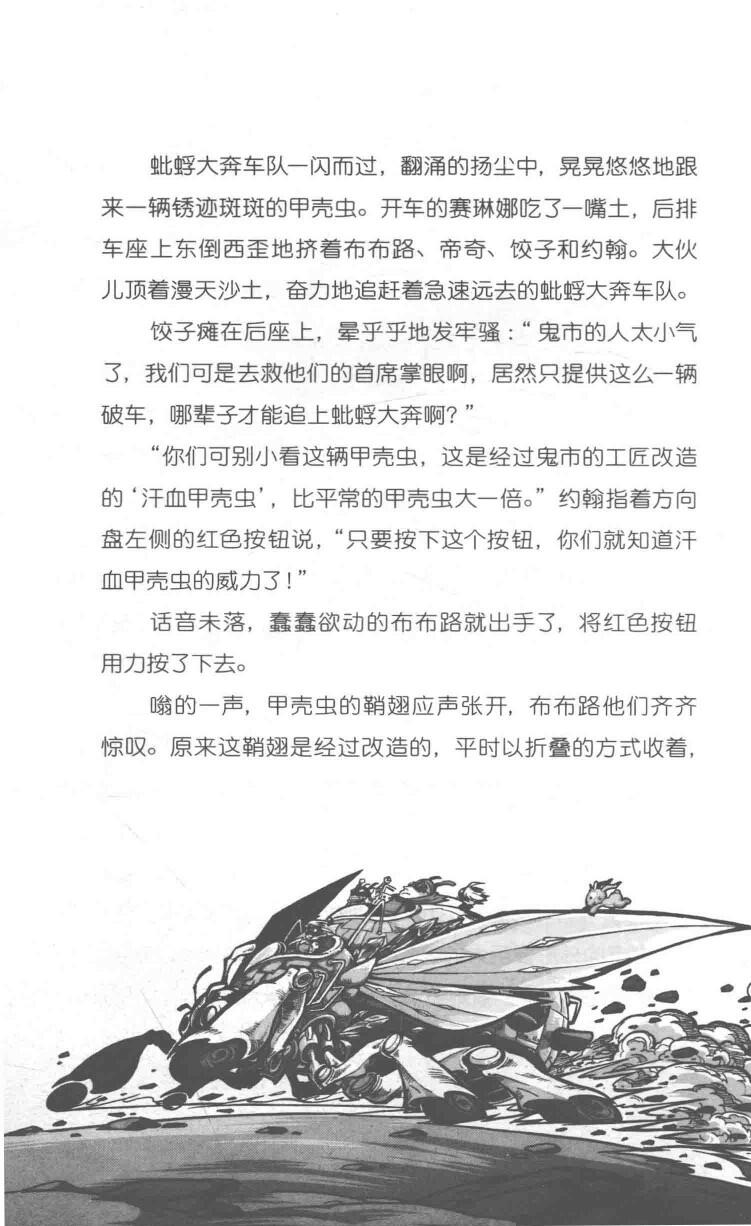 蚍蜉大奔车队一闪而过，翻涌的扬尘中，晃晃悠悠地跟
来一辆锈迹斑斑的甲壳虫。开车的赛琳娜吃了一嘴土，后排
车座上东倒西歪地挤着布布路、帝奇、饺子和约翰。大伙
儿顶着漫天沙土，奋力地追赶着急速远去的蚍蜉大奔车队。
饺子瘫在后座上，晕乎乎地发牢骚：“鬼市的人太小气
了，我们可是去救他们的首席掌眼啊，居然只提供这么一辆
破车，哪辈子才能追上蚍蜉大奔啊？”
“你们可别小看这辆甲壳虫，这是经过鬼市的工匠改造
的‘汗血甲壳虫’，比平常的甲壳虫大一倍。”约翰指着方向
盘左侧的红色按钮说，“只要按下这个按钮，你们就知道汗
血甲壳虫的威力了！”
话音未落，蠢蠢欲动的布布路就出手了，将红色按钮
用力按了下去。
嗡的一声，甲壳虫的鞘翅应声张开，布布路他们齐齐
惊叹。原来这鞘翅是经过改造的，平时以折叠的方式收着，